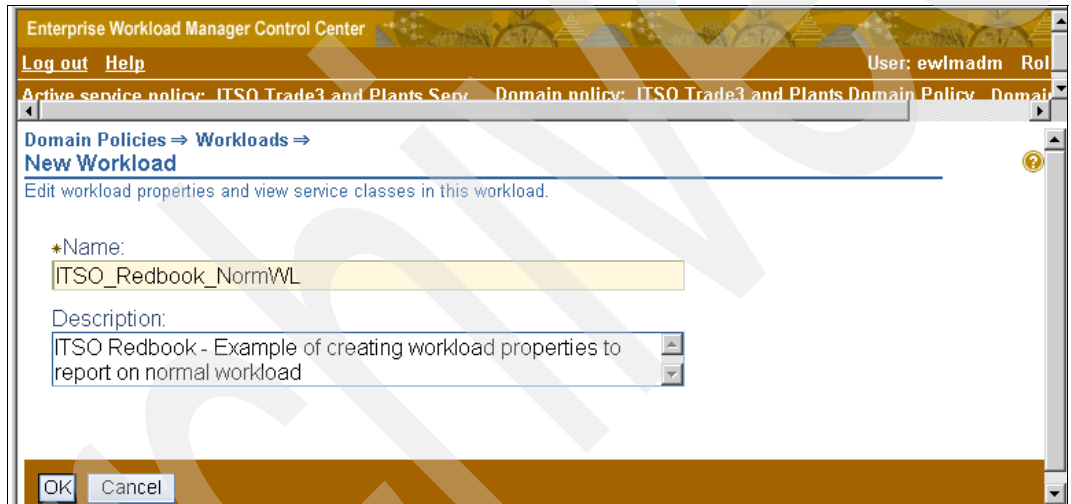 Enterprise Workload Manager Control Center
Log out Help User: ewlmadm Rol
Active service policy: ITSO Trade3 and Plants Serv Domain policy: ITSO Trade3 and Plants Domain Policy Domai
Domain Policies ⇒ Workloads ⇒
New Workload
?
Edit workload properties and view service classes in this workload.
*Name:
ITSO_Redbook_NormWL
Description:
ITSO Redbook - Example of creating workload properties to
report on normal workload
OK Cancel